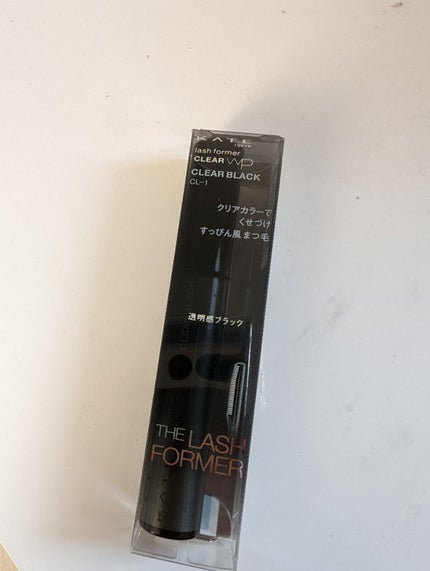 KATE
TOKYO
lash former
CLEAR WP
CLEAR BLACK
CL-1
クリアカラーで
くせづけ
すっぴん風 まつ毛
透明感ブラック
THE LASH
FORMER
KATE